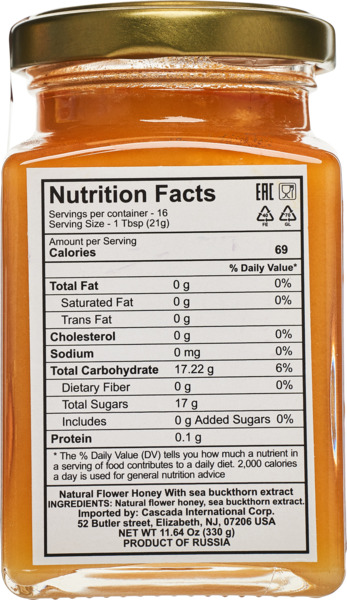 Nutrition Facts
EAC
Servings per container - 16
Serving Size - 1 Tbsp (21g)
40 70
FE GL
Amount per Serving
Calories 69
% Daily Value*
Total Fat 0 g 0%
Saturated Fat 0 g 0%
Trans Fat 0 g
Cholesterol 0 g 0%
Sodium 0 mg 0%
Total Carbohydrate 17.22 g 6%
Dietary Fiber 0 g 0%
Total Sugars 17 g
Includes 0 g Added Sugars 0%
Protein 0.1 g
* The % Daily Value (DV) tells you how much a nutrient in
a serving of food contributes to a daily diet. 2,000 calories
a day is used for general nutrition advice
Natural Flower Honey With sea buckthorn extract
INGREDIENTS: Natural flower honey, sea buckthorn extract.
Imported by: Cascada International Corp.
52 Butler street, Elizabeth, NJ, 07206 USA
NET WT 11.64 Oz (330 g)
PRODUCT OF RUSSIA